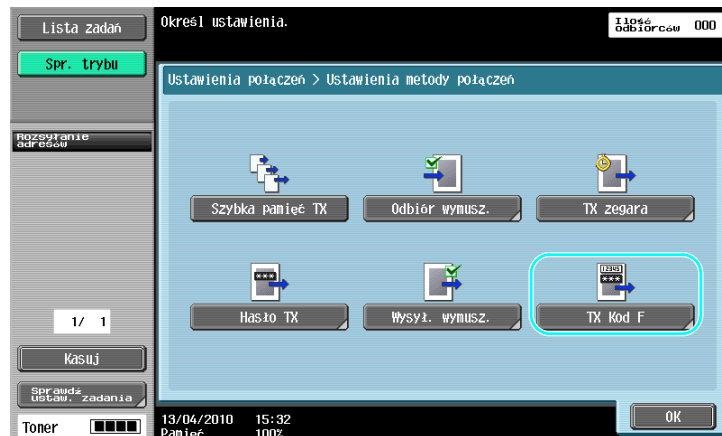 Lista zadań
Spr. trybu
Rozsyłanie
adresów
1/ 1
Kasuj
Sprawdź
ustaw. zadania
Toner
Określ ustawienia.
Ilość
odbiorców 000
Ustawienia połączeń > Ustawienia metody połączeń
Szybka pamięć TX
Odbiór wymusz.
TX zegara
***
Hasło TX
Wysył. wymusz.
12345
***
TX Kod F
13/04/2010 15:32
Pamięć 100%
OK